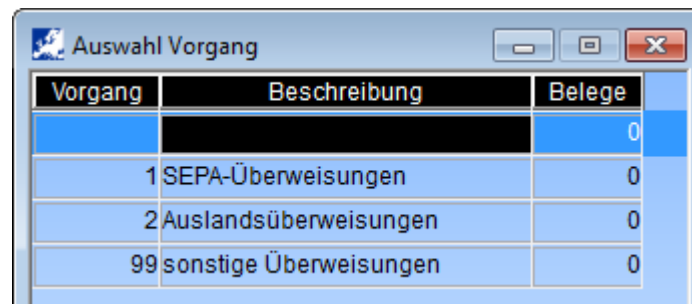 Auswahl Vorgang
Vorgang Beschreibung Belege
0
1 SEPA-Überweisungen 0
2 Auslandsüberweisungen 0
99 sonstige Überweisungen 0